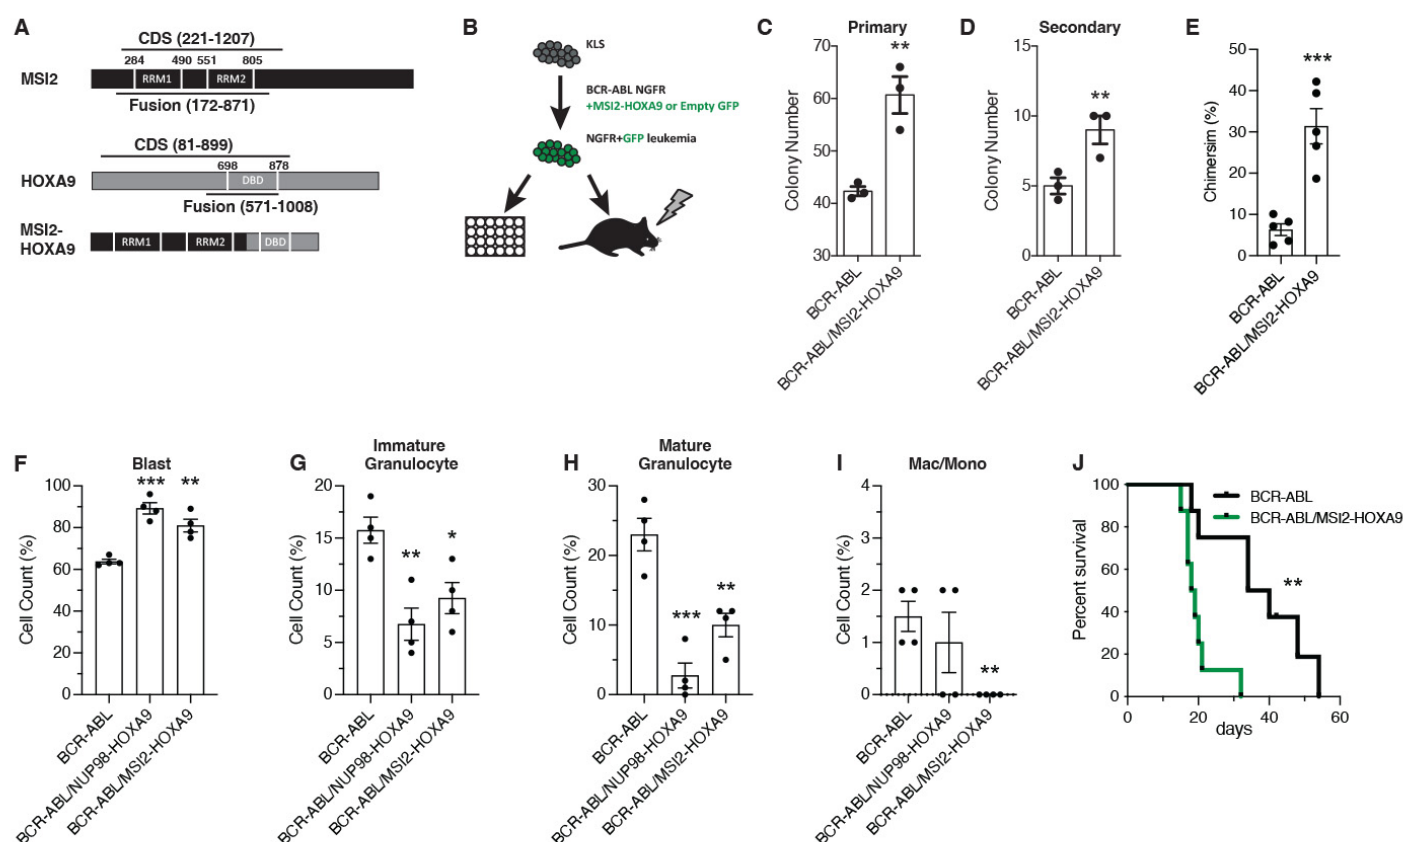 A
CDS (221-1207)
284 490 551 805
MSI2
RRM1 RRM2
Fusion (172-871)
CDS (81-899)
698 878
HOXA9
DBD
Fusion (571-1008)
MSI2-
HOXA9
RRM1 RRM2 DBD
B
KLS
BCR-ABL NGFR
+MSI2-HOXA9 or Empty GFP
NGFR+GFP leukemia
C
Primary
**
Colony Number
70
60
50
40
30
BCR-ABL
BCR-ABL/MSI2-HOXA9
D
Secondary
**
Colony Number
15
10
5
0
BCR-ABL
BCR-ABL/MSI2-HOXA9
E
***
Chimersim (%)
50
40
30
20
10
0
BCR-ABL
BCR-ABL/MSI2-HOXA9
F
Blast
*** **
Cell Count (%)
100
80
60
40
20
0
BCR-ABL
BCR-ABL/NUP98-HOXA9
BCR-ABL/MSI2-HOXA9
G
Immature
Granulocyte
** *
Cell Count (%)
20
15
10
5
0
BCR-ABL
BCR-ABL/NUP98-HOXA9
BCR-ABL/MSI2-HOXA9
H
Mature
Granulocyte
*** **
Cell Count (%)
30
20
10
0
BCR-ABL
BCR-ABL/NUP98-HOXA9
BCR-ABL/MSI2-HOXA9
I
Mac/Mono
**
Cell Count (%)
4
3
2
1
0
BCR-ABL
BCR-ABL/NUP98-HOXA9
BCR-ABL/MSI2-HOXA9
J
BCR-ABL
BCR-ABL/MSI2-HOXA9
**
Percent survival
100
80
60
40
20
0
0 20 40 60
days